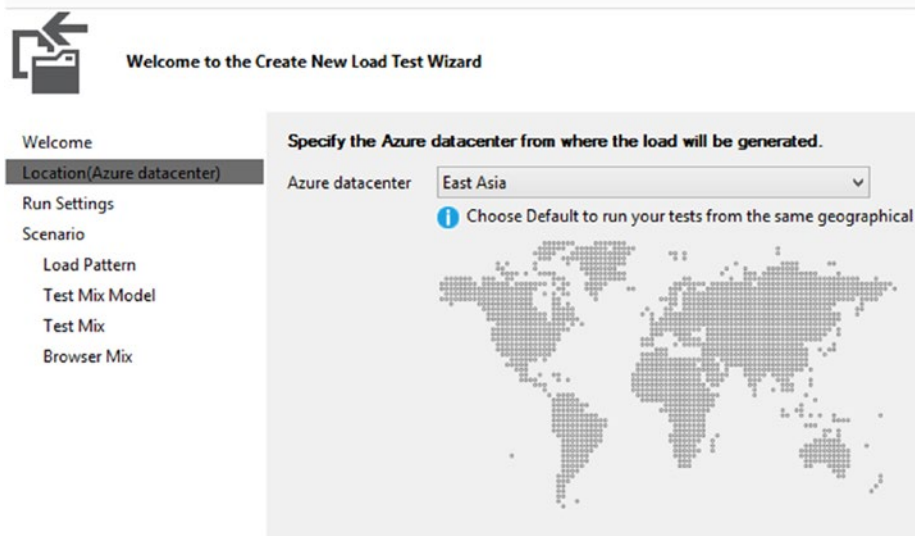 Welcome to the Create New Load Test Wizard
Welcome
Location(Azure datacenter)
Run Settings
Scenario
Load Pattern
Test Mix Model
Test Mix
Browser Mix
Specify the Azure datacenter from where the load will be generated.
Azure datacenter
East Asia
Choose Default to run your tests from the same geographical